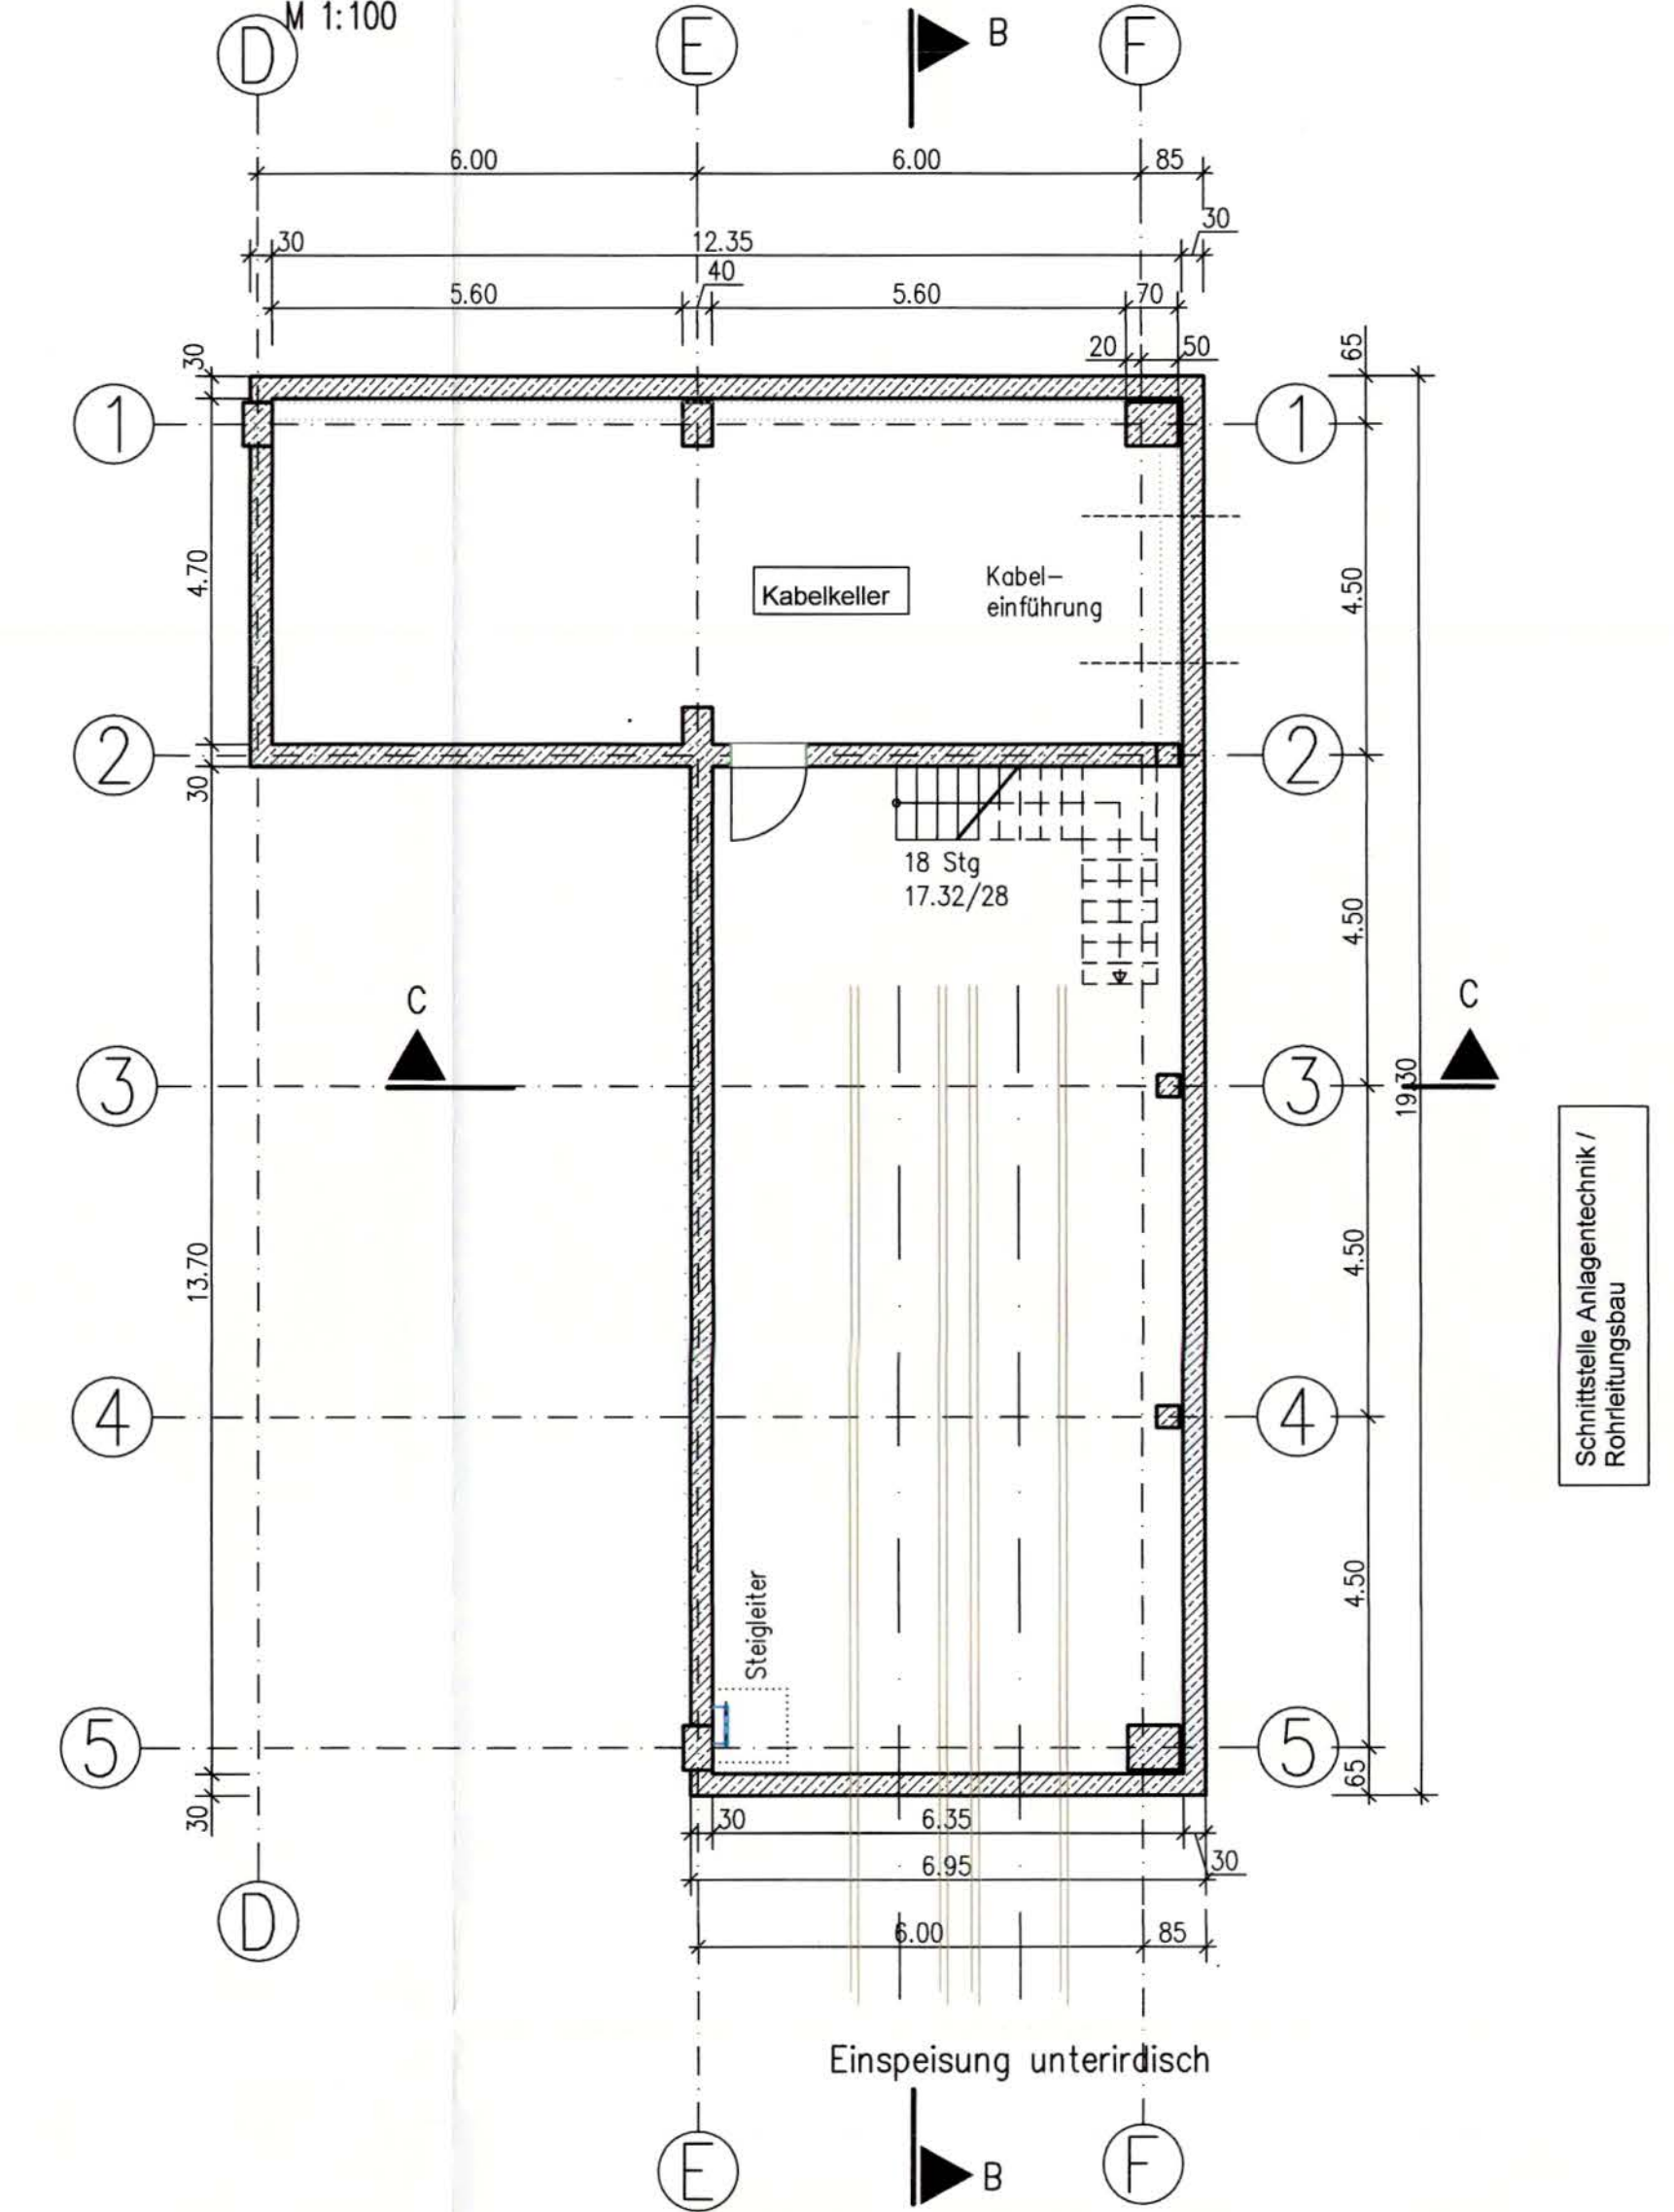 M 1:100
D
E
B
F
6.00
6.00
85
30
12.35
30
5.60
40
5.60
70
20
50
30
65
1
1
4.70
Kabelkeller
Kabel–
einführung
4.50
2
2
30
18 Stg
17.32/28
4.50
C
C
3
3
19.30
Schnittstelle Anlagentechnik /
Rohrleitungsbau
13.70
4.50
4
4
4.50
Steigleiter
5
5
65
30
30
6.35
30
6.95
D
6.00
85
Einspeisung unterirdisch
E
B
F